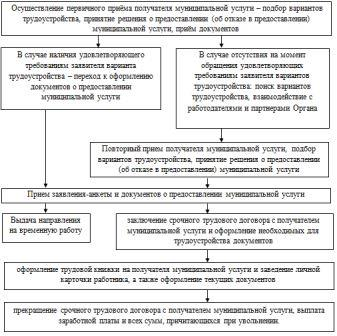 Осуществление первичного приёма получателя муниципальной услуги – подбор вариантов
трудоустройства, принятие решения о предоставлении (об отказе в предоставлении)
муниципальной услуги, приём документов
В случае наличия удовлетворяющего
требованиям заявителя варианта
трудоустройства – переход к оформлению
документов о предоставлении
муниципальной услуги
В случае отсутствия на момент
обращения удовлетворяющих
требованиям заявителя вариантов
трудоустройства: поиск вариантов
трудоустройства, взаимодействие с
работодателями и партнерами Органа
Повторный прием получателя муниципальной услуги, подбор
вариантов трудоустройства, принятие решения о предоставлении
(об отказе в предоставлении) муниципальной услуги
Прием заявления-анкеты и документов о предоставлении муниципальной услуги
Выдача направления
на временную работу
заключение срочного трудового договора с получателем
муниципальной услуги и оформление необходимых для
трудоустройства документов
оформление трудовой книжки на получателя муниципальной услуги и заведение личной
карточки работника, а также оформление текущих документов
прекращение срочного трудового договора с получателем муниципальной услуги, выплата
заработной платы и всех сумм, причитающихся при увольнении.